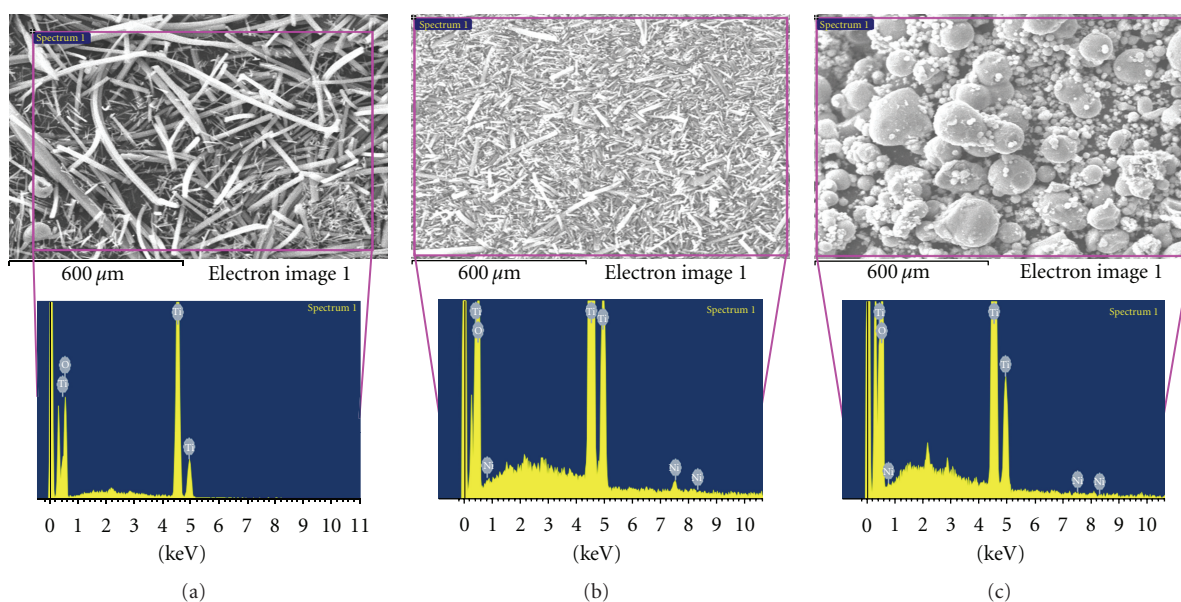 Spectrum 1
600 μm
Electron image 1
Spectrum 1
Ti
O
Ti
Ti
0 1 2 3 4 5 6 7 8 9 10 11
(keV)
(a)
Spectrum 1
600 μm
Electron image 1
Spectrum 1
Ti
O
Ti
Ti
Ni
Ni
Ni
0 1 2 3 4 5 6 7 8 9 10
(keV)
(b)
Spectrum 1
600 μm
Electron image 1
Spectrum 1
Ti
O
Ti
Ti
Ni
Ni
Ni
0 1 2 3 4 5 6 7 8 9 10
(keV)
(c)